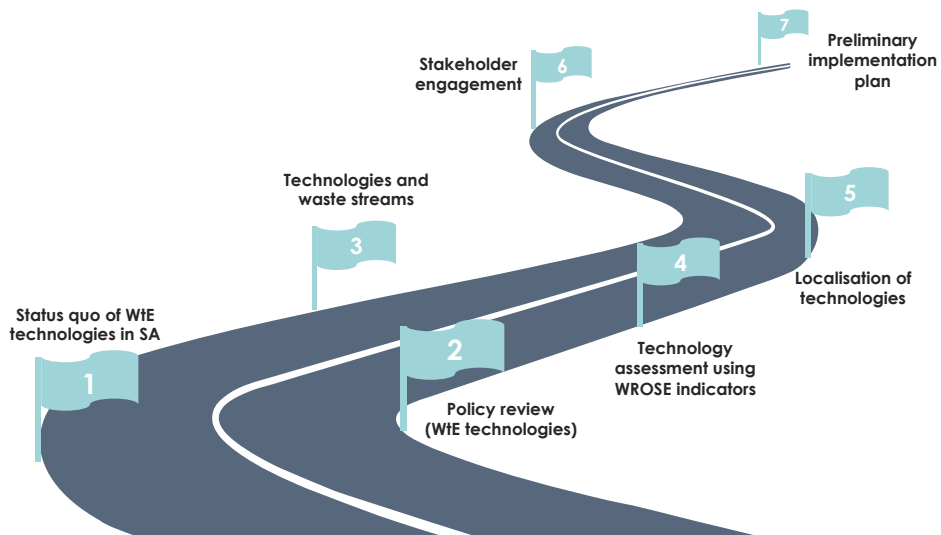 7
Preliminary
implementation
plan
Stakeholder
engagement
6
Technologies and
waste streams
5
3
4
Localisation of
technologies
Status quo of WtE
technologies in SA
2
Technology
assessment using
WROSE indicators
1
Policy review
(WtE technologies)